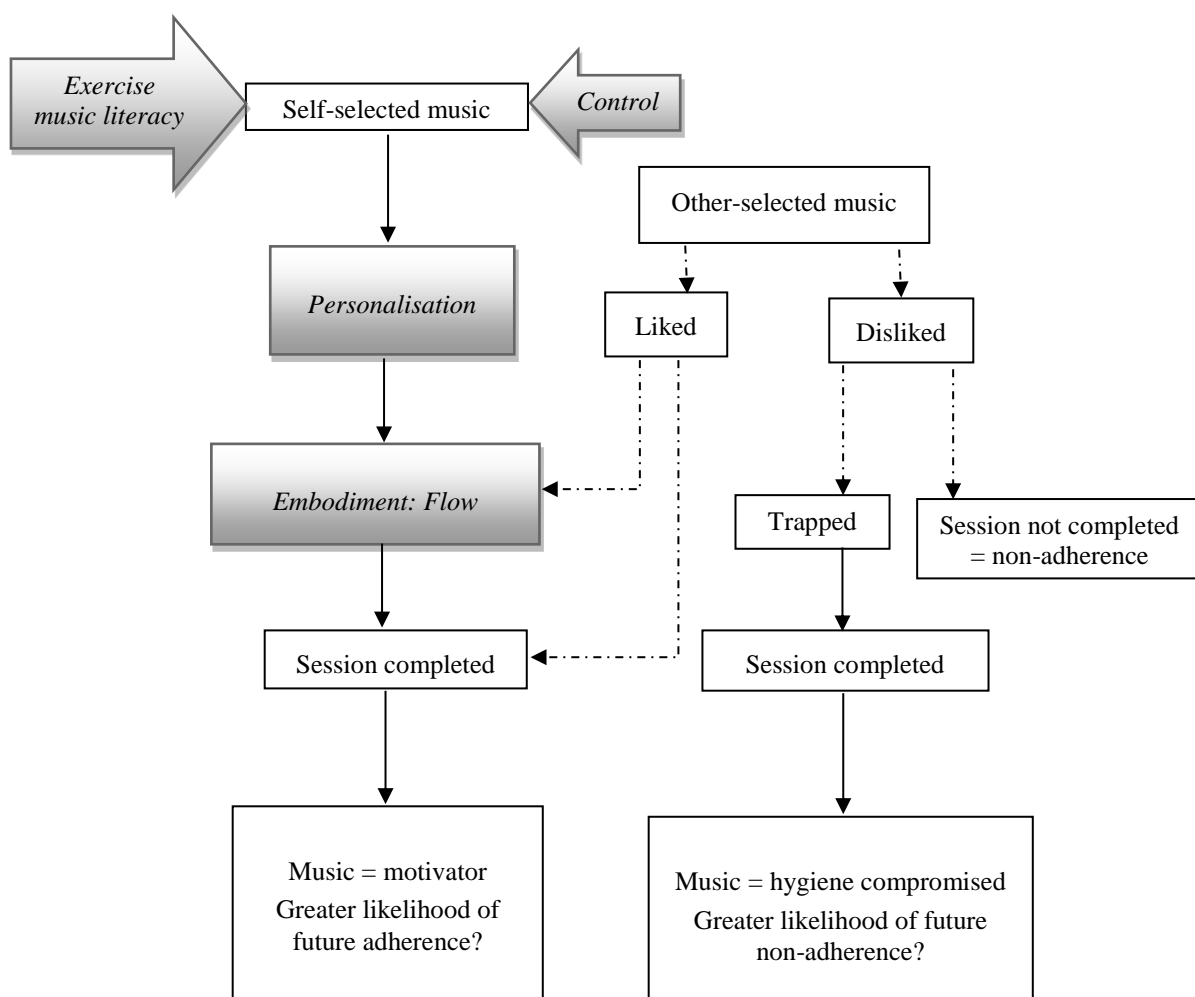 Exercise
music literacy
Self-selected music
Control
Other-selected music
Personalisation
Liked
Disliked
Embodiment: Flow
Trapped
Session not completed
= non-adherence
Session completed
Session completed
Music = motivator
Greater likelihood of
future adherence?
Music = hygiene compromised
Greater likelihood of future
non-adherence?